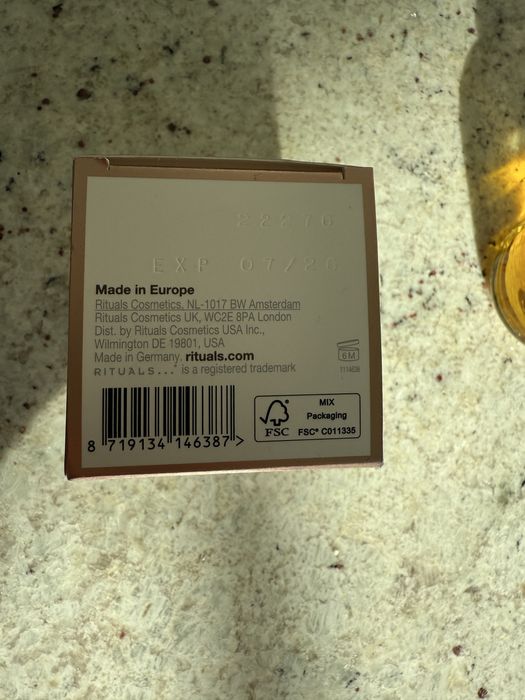 22276
EXP 07/26
Made in Europe
Rituals Cosmetics, NL-1017 BW Amsterdam
Rituals Cosmetics UK, WC2E 8PA London
Dist. by Rituals Cosmetics USA Inc.,
Wilmington DE 19801, USA
Made in Germany. rituals.com
RITUALS...® is a registered trademark
6M
1114636
8 719134 146387>
FSC
MIX
Packaging
FSC® C011335